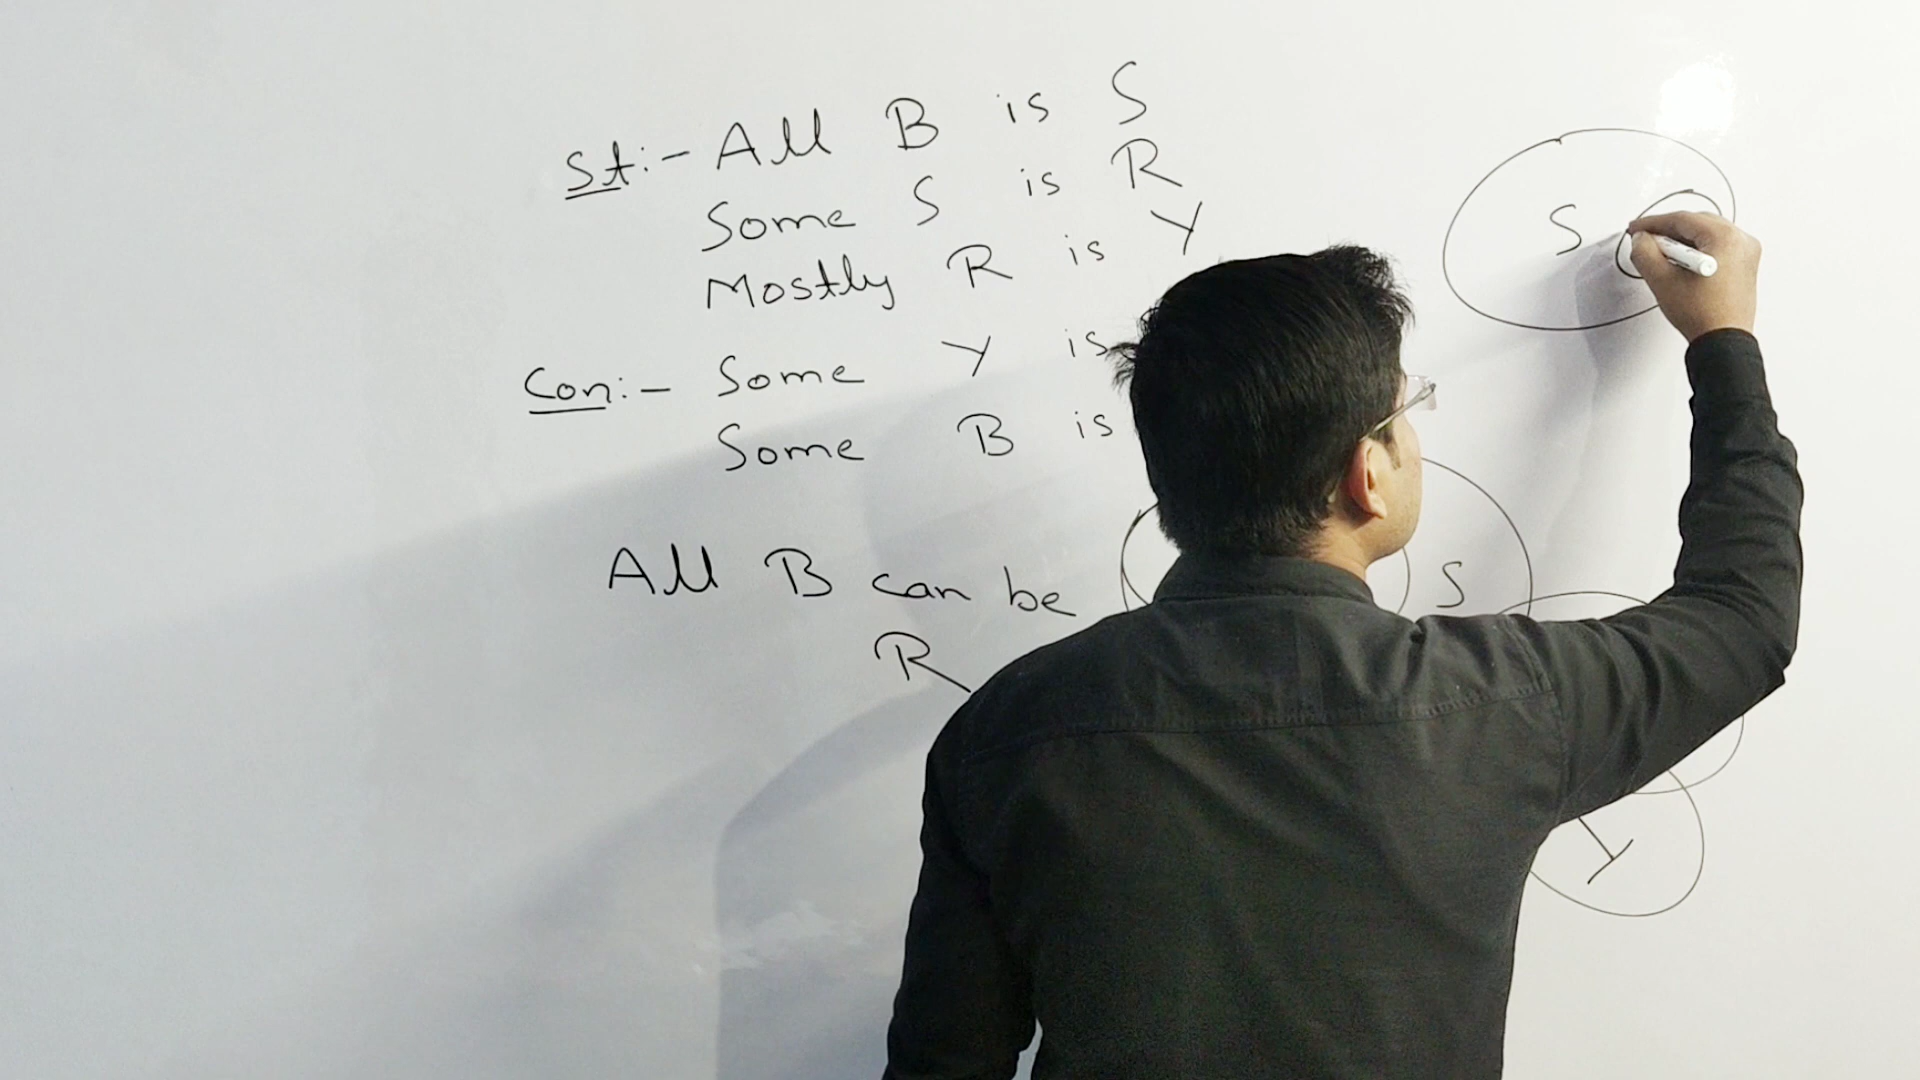 St:- All B is S
Some S is R
Mostly R is Y
Con:- Some Y is
Some B is
All B can be
R
S
S
Y